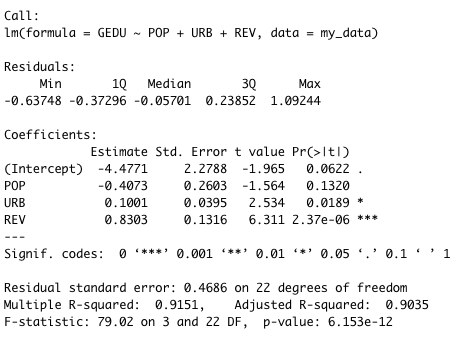 Call:
lm(formula = GEDU ~ POP + URB + REV, data = my_data)
Residuals:
Min 1Q Median 3Q Max
-0.63748 -0.37296 -0.05701 0.23852 1.09244
Coefficients:
Estimate Std. Error t value Pr(>|t|)
(Intercept) -4.4771 2.2788 -1.965 0.0622 .
POP -0.4073 0.2603 -1.564 0.1320
URB 0.1001 0.0395 2.534 0.0189 *
REV 0.8303 0.1316 6.311 2.37e-06 ***
---
Signif. codes: 0 ‘***’ 0.001 ‘**’ 0.01 ‘*’ 0.05 ‘.’ 0.1 ‘ ’ 1
Residual standard error: 0.4686 on 22 degrees of freedom
Multiple R-squared: 0.9151, Adjusted R-squared: 0.9035
F-statistic: 79.02 on 3 and 22 DF, p-value: 6.153e-12